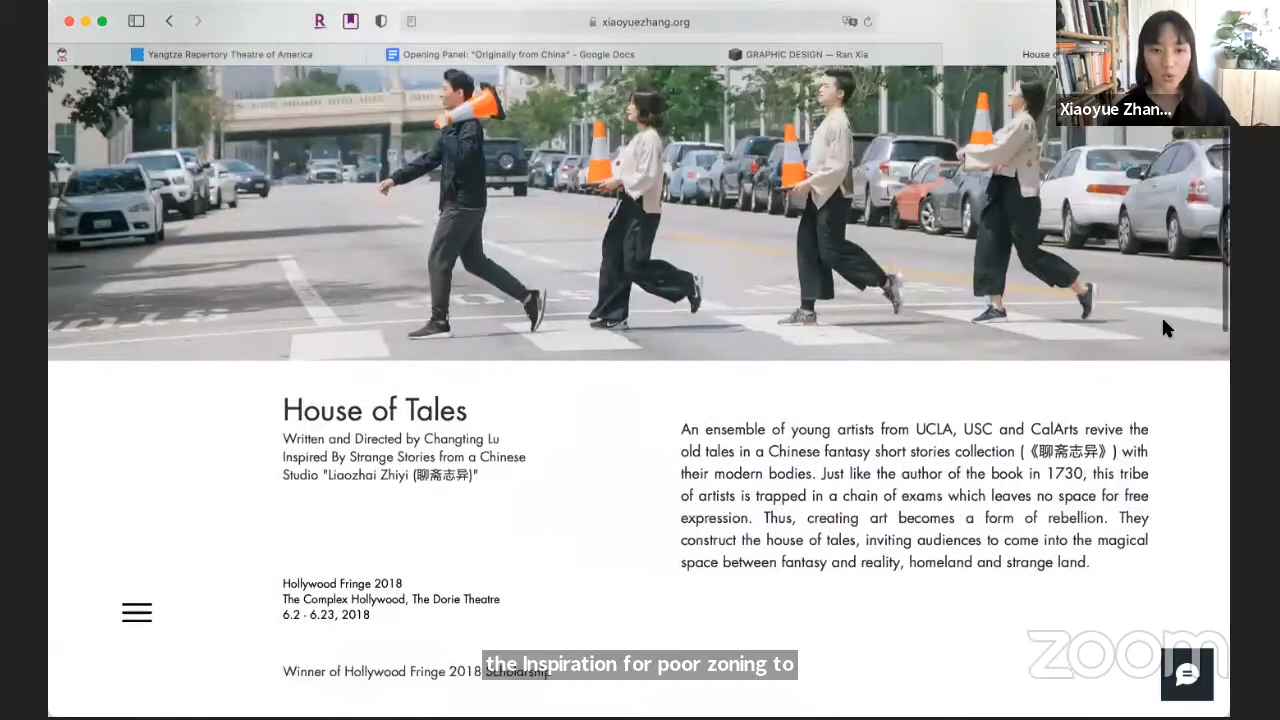 xiaoyuezhang.org
Yangtze Repertory Theatre of America
Opening Panel: "Originally from China" - Google Docs
GRAPHIC DESIGN — Ran Xia
House
Xiaoyue Zhan...
House of Tales
Written and Directed by Changting Lu
Inspired By Strange Stories from a Chinese
Studio "Liaozhai Zhiyi (聊斋志异)"
An ensemble of young artists from UCLA, USC and CalArts revive the
old tales in a Chinese fantasy short stories collection (《聊斋志异》) with
their modern bodies. Just like the author of the book in 1730, this tribe
of artists is trapped in a chain of exams which leaves no space for free
expression. Thus, creating art becomes a form of rebellion. They
construct the house of tales, inviting audiences to come into the magical
space between fantasy and reality, homeland and strange land.
Hollywood Fringe 2018
The Complex Hollywood, The Dorie Theatre
6.2 - 6.23, 2018
Winner of Hollywood Fringe 2018 Scholarship
the Inspiration for poor zoning to
zoom